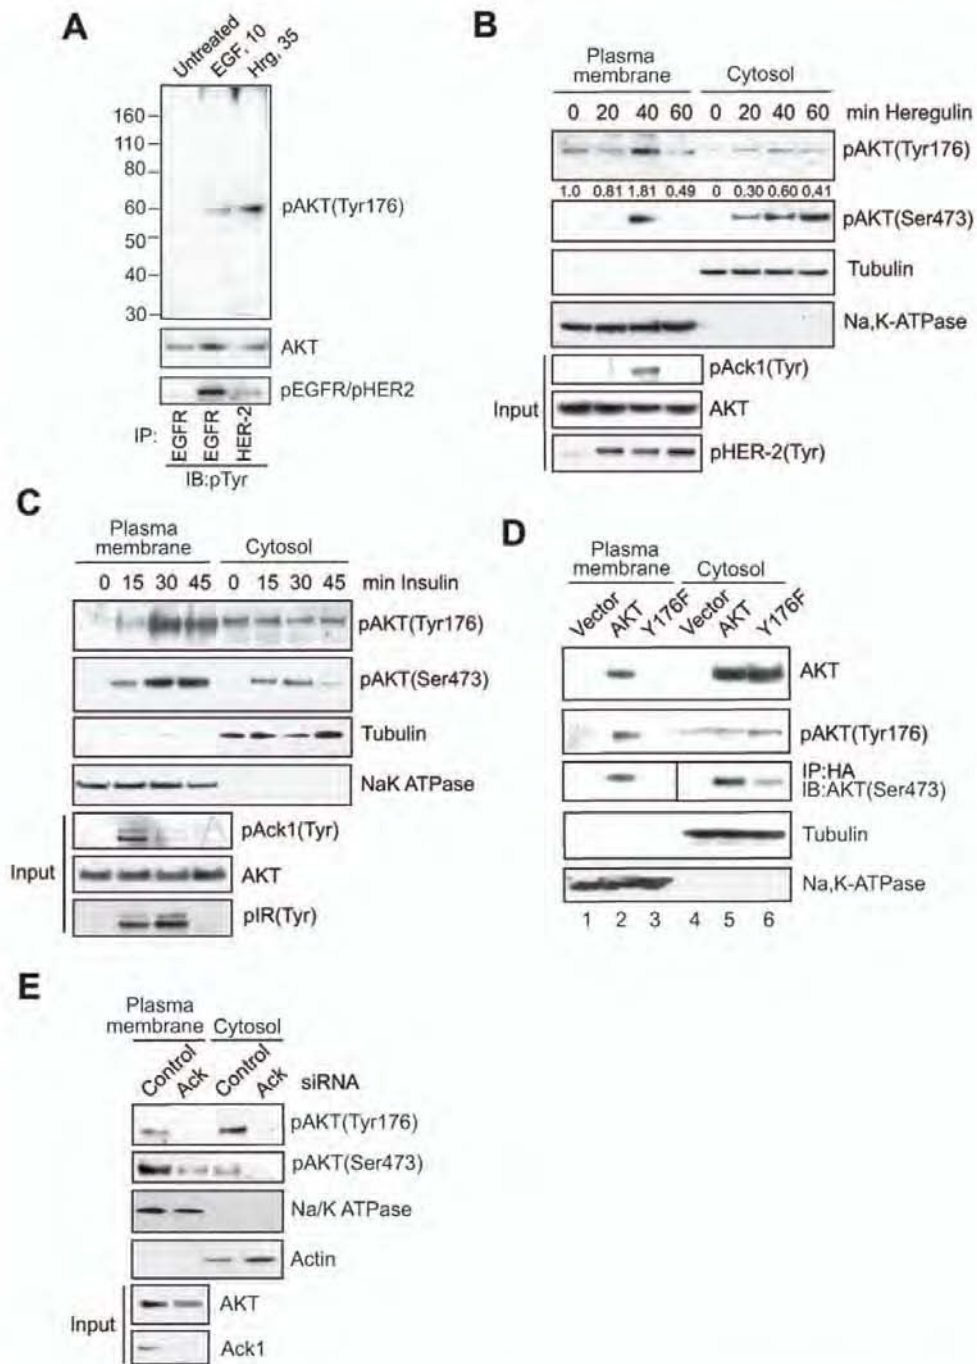 A
Untreated
EGF, 10
Hrg, 35
160
110
80
60
50
40
30
pAKT(Tyr176)
AKT
pEGFR/pHER2
IP: EGFR EGFR HER-2
IB:pTyr
B
Plasma membrane Cytosol
0 20 40 60 0 20 40 60 min Heregulin
pAKT(Tyr176)
1.0 0.81 1.81 0.49 0 0.30 0.60 0.41
pAKT(Ser473)
Tubulin
Na,K-ATPase
pAck1(Tyr)
Input AKT
pHER-2(Tyr)
C
Plasma membrane Cytosol
0 15 30 45 0 15 30 45 min Insulin
pAKT(Tyr176)
pAKT(Ser473)
Tubulin
NaK ATPase
pAck1(Tyr)
Input AKT
pIR(Tyr)
D
Plasma membrane Cytosol
Vector AKT Y176F Vector AKT Y176F
AKT
pAKT(Tyr176)
IP:HA
IB:AKT(Ser473)
Tubulin
Na,K-ATPase
1 2 3 4 5 6
E
Plasma membrane Cytosol
Control Ack Control Ack siRNA
pAKT(Tyr176)
pAKT(Ser473)
Na/K ATPase
Actin
AKT
Input
Ack1